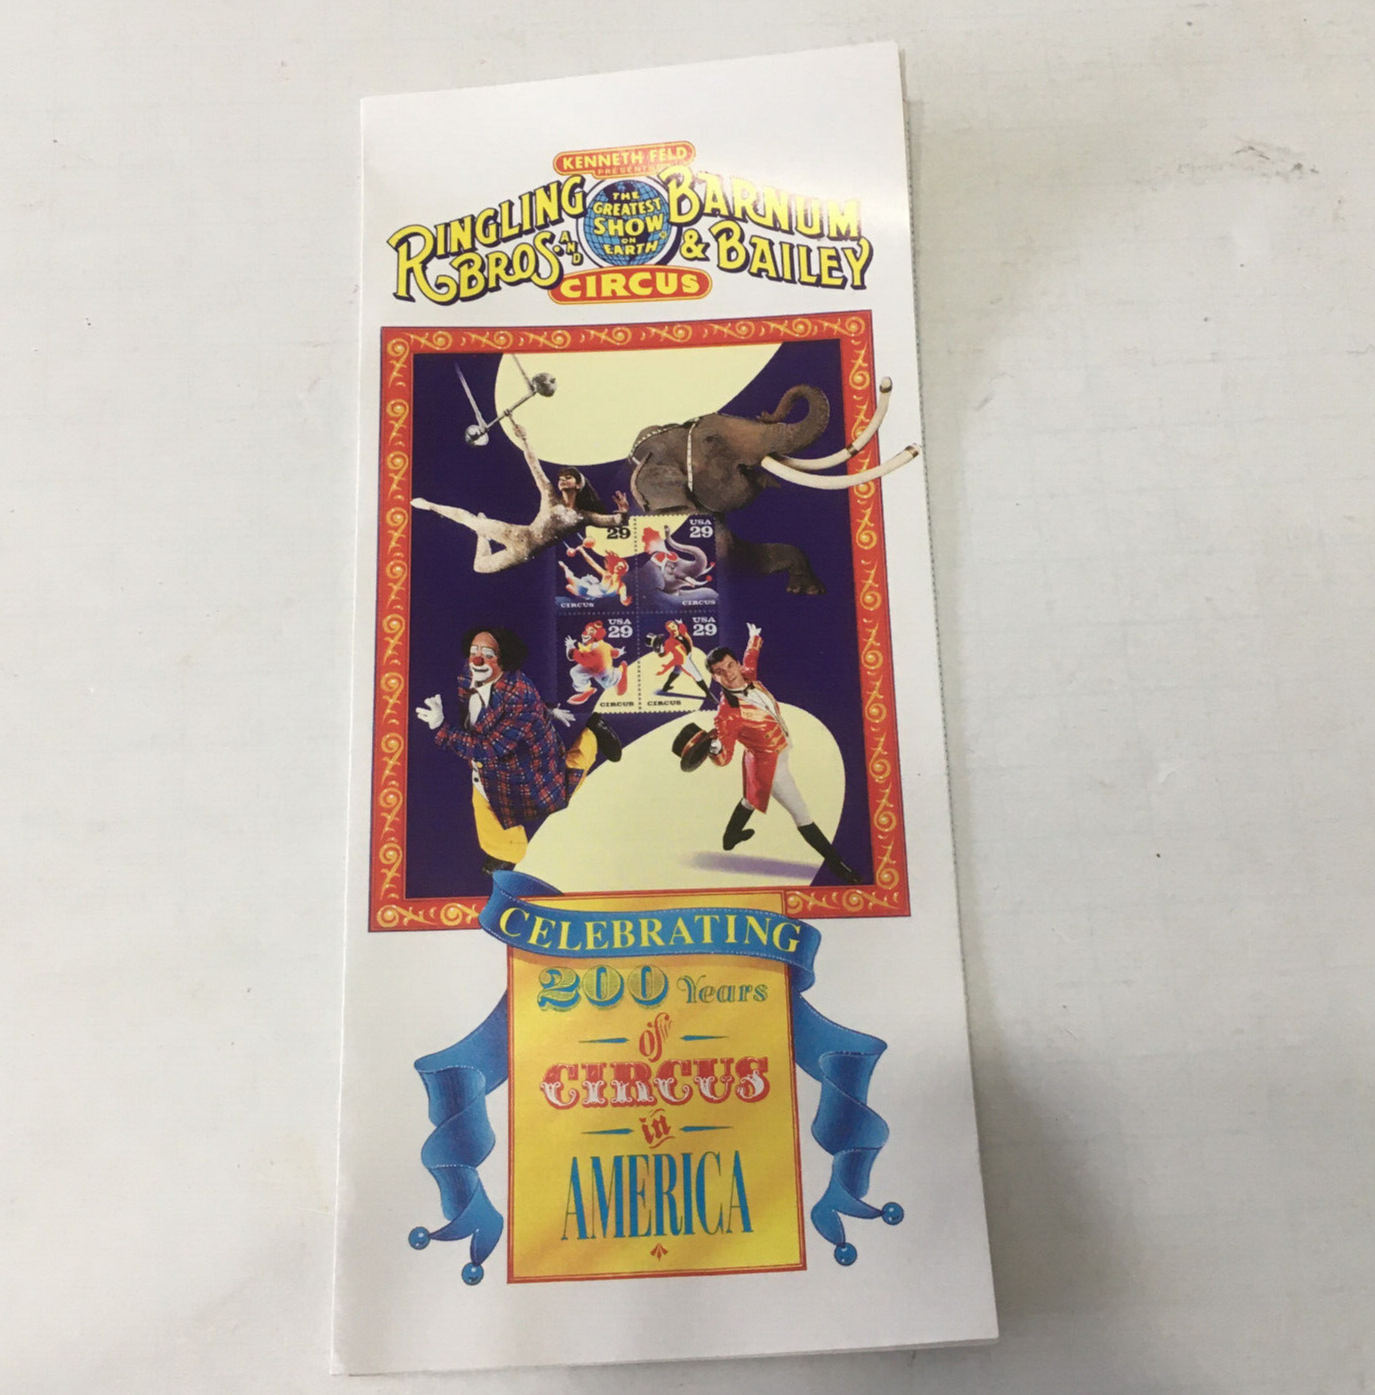 KENNETH FELD
PRESENTS
RINGLING
BROS. AND
THE
GREATEST
SHOW
ON
EARTH®
BARNUM
& BAILEY
CIRCUS
29
CIRCUS
USA
29
CIRCUS
USA
29
CIRCUS
USA
29
CIRCUS
CELEBRATING
200 Years
of
CIRCUS
in
AMERICA